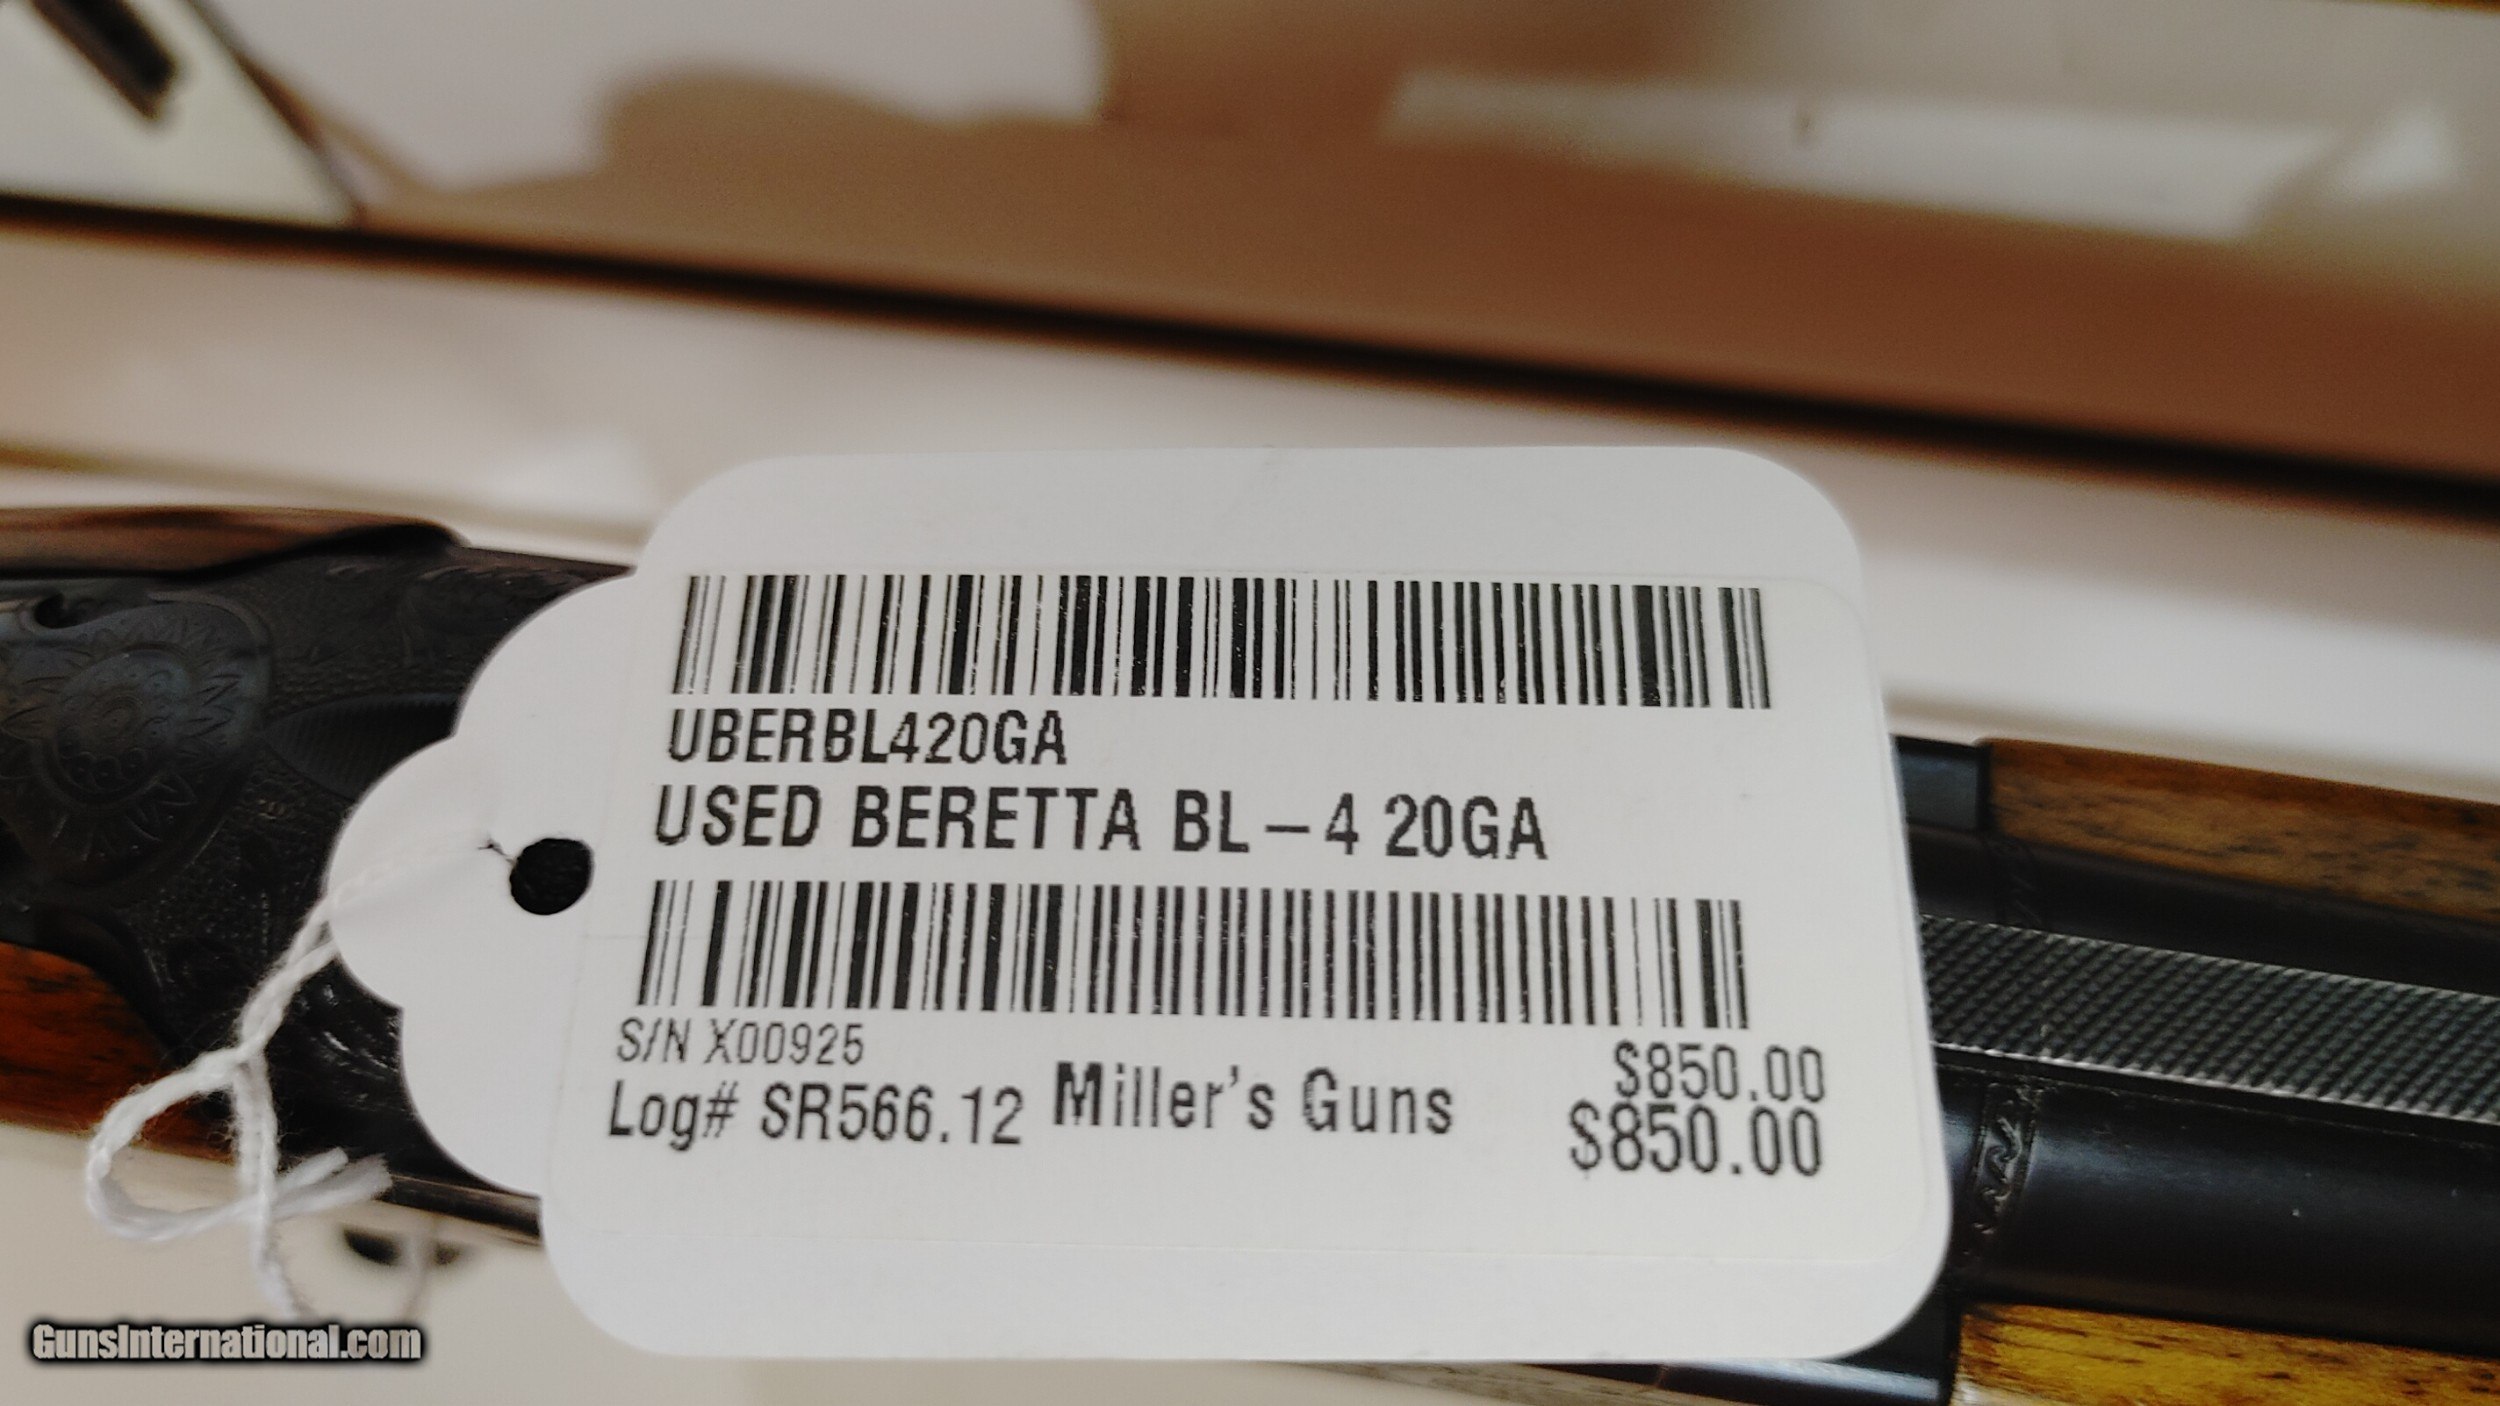 UBERBL420GA
USED BERETTA BL-4 20GA
S/N X00925
$850.00
Log# SR566.12 Miller's Guns $850.00
GunsInternational.com